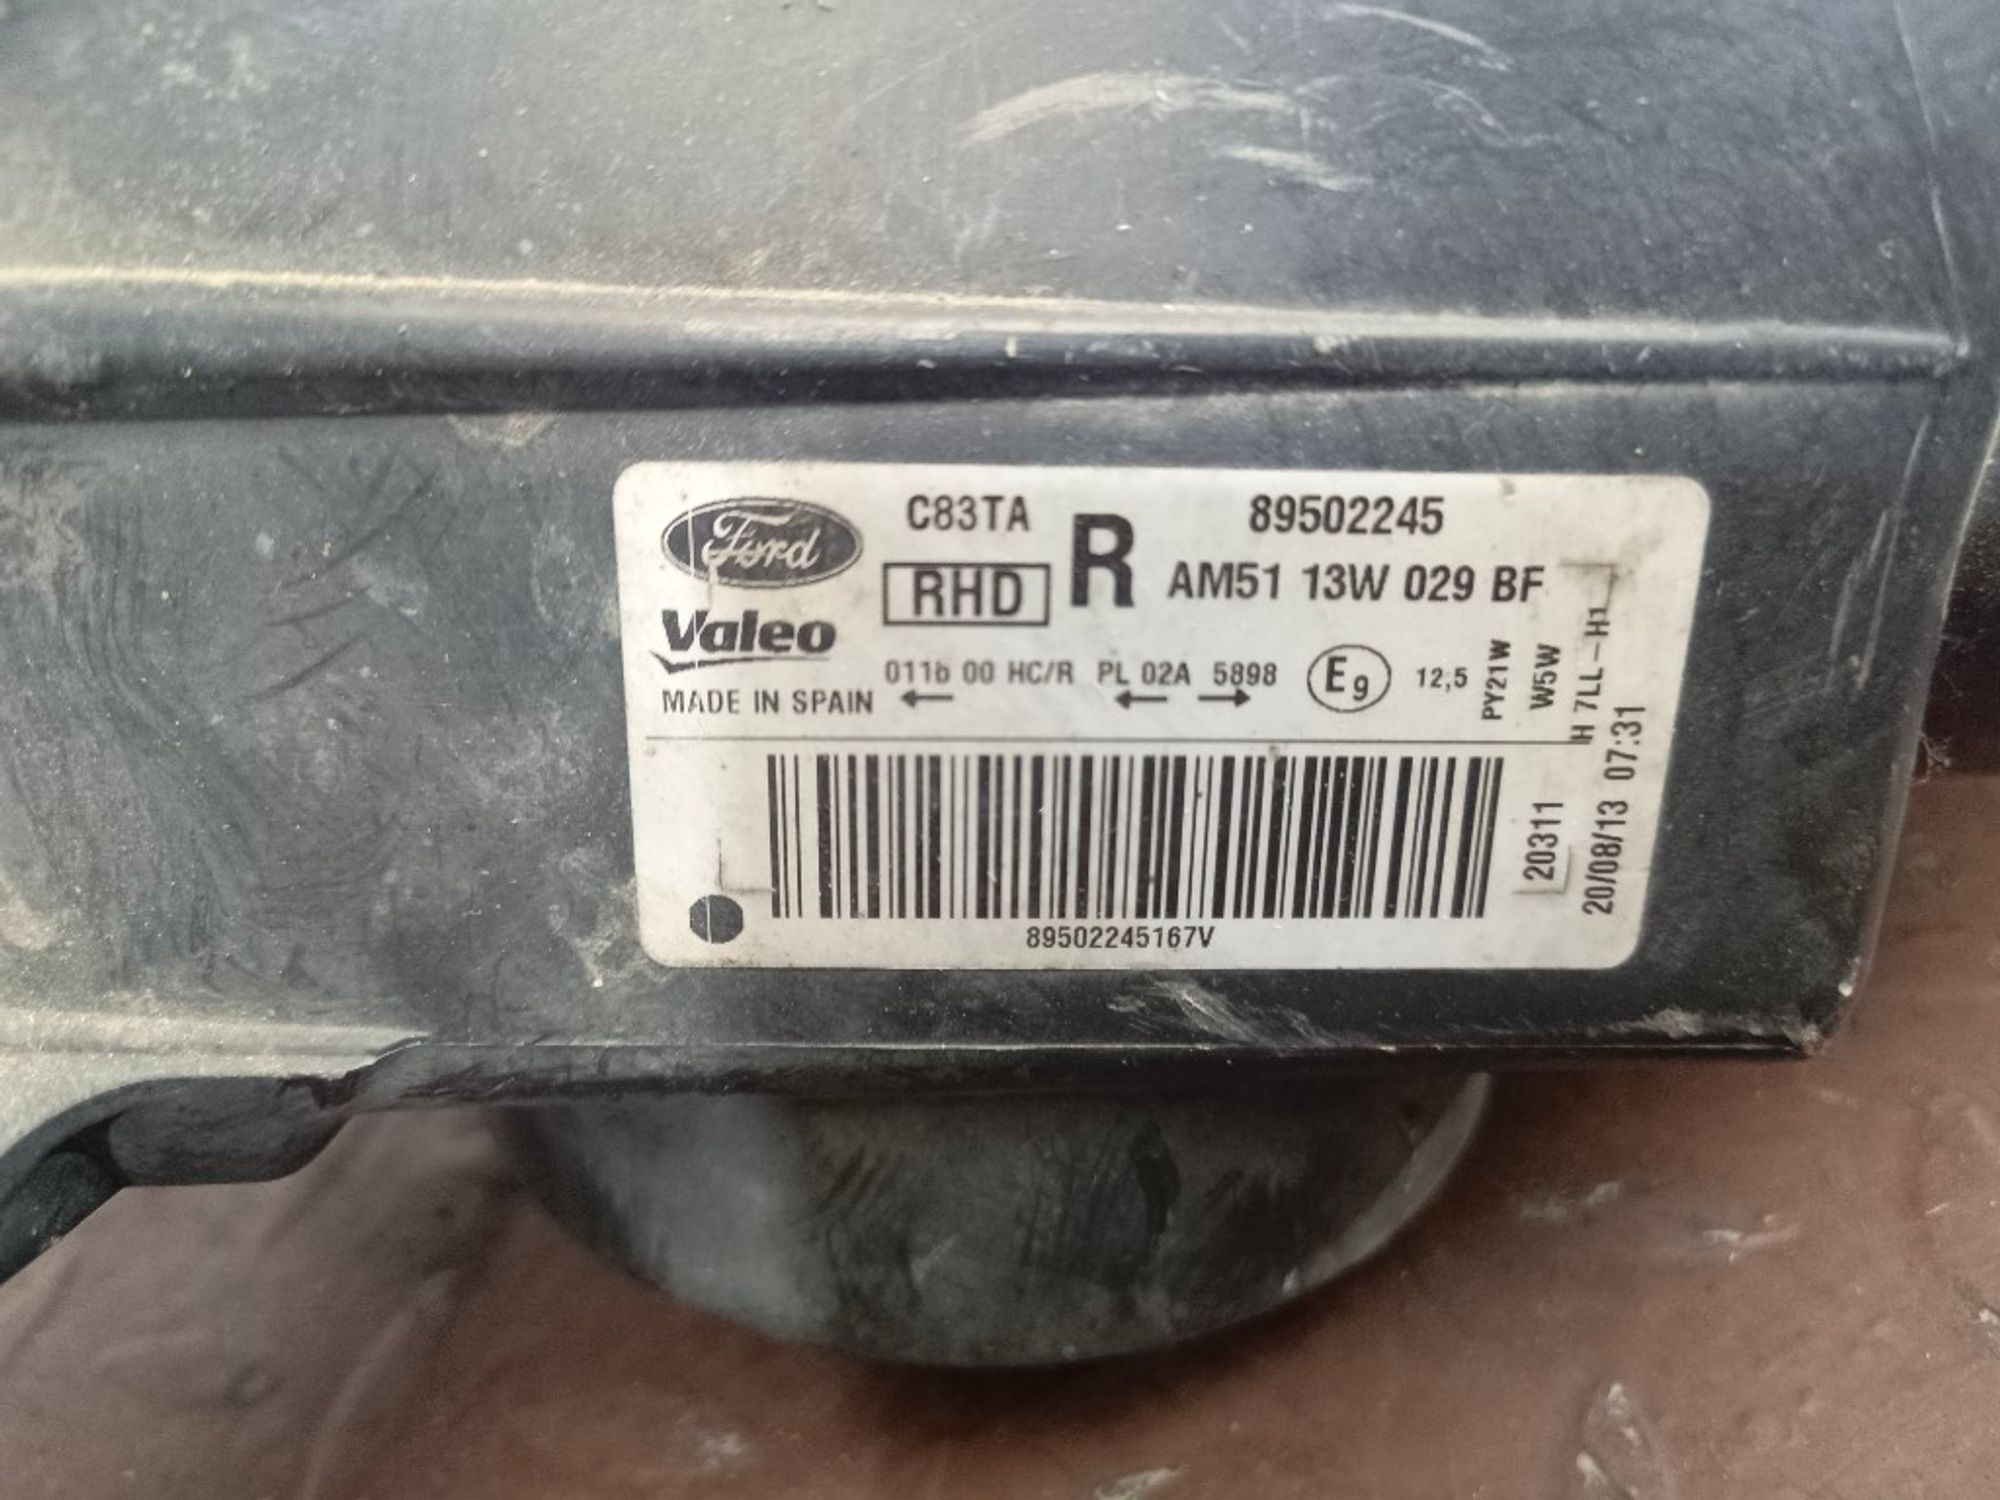 Ford
C83TA
R
89502245
RHD
AM51 13W 029 BF
Valeo
011b 00 HC/R PL 02A 5898 E9 12,5
MADE IN SPAIN
PY21W
W5W
H 7LL-H1
20311
20/08/13 07:31
89502245167V